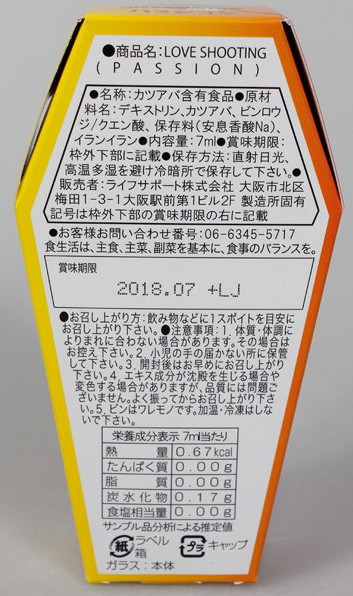 ●商品名:LOVE SHOOTING
(PASSION)
●名称:カツアバ含有食品●原材
料名:デキストリン、カツアバ、ビンロウ
ジ/クエン酸、保存料(安息香酸Na)、
イランイラン●内容量:7ml●賞味期限:
枠外下部に記載●保存方法:直射日光、
高温多湿を避け冷暗所で保存して下さい。●
販売者:ライフサポート株式会社 大阪市北区
梅田1-3-1大阪駅前第1ビル2F 製造所固有
記号は枠外下部の賞味期限の右に記載
●お客様お問い合わせ番号:06-6345-5717
食生活は、主食、主菜、副菜を基本に、食事のバランスを。
賞味期限
2018.07 +LJ
●お召し上がり方:飲み物などに1スポイトを目安に
お召し上がり下さい。●注意事項:1. 体質・体調に
よりまれに合わない場合があります。その場合は
お控え下さい。2. 小児の手の届かない所に保管
して下さい。3. 開封後はお早めにお召し上がり
下さい。4. エキス成分が沈殿を生じる場合や
変色する場合がありますが、品質には問題ご
ざいません。よく振ってからお召し上がり下
さい。5. ビンはワレモノです。加温・冷凍はしな
いで下さい。
栄養成分表示 7ml当たり
熱量 0.67kcal
たんぱく質 0.00g
脂質 0.00g
炭水化物 0.17g
食塩相当量 0.00g
サンプル品分析による推定値
紙 ラベル 箱
プラ キャップ
ガラス:本体